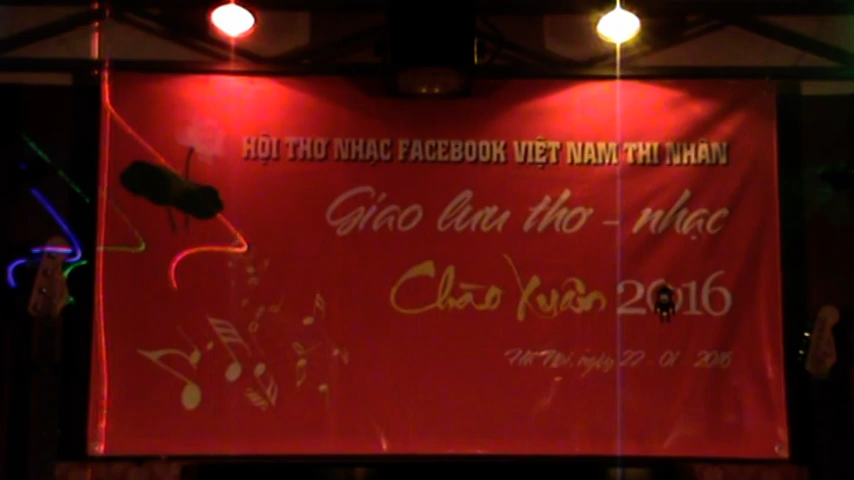 HỘI THƠ NHẠC FACEBOOK VIỆT NAM THI NHÂN
Giao lưu thơ - nhạc
Chào Xuân 2016
Hà Nội, ngày 22 - 01 2016